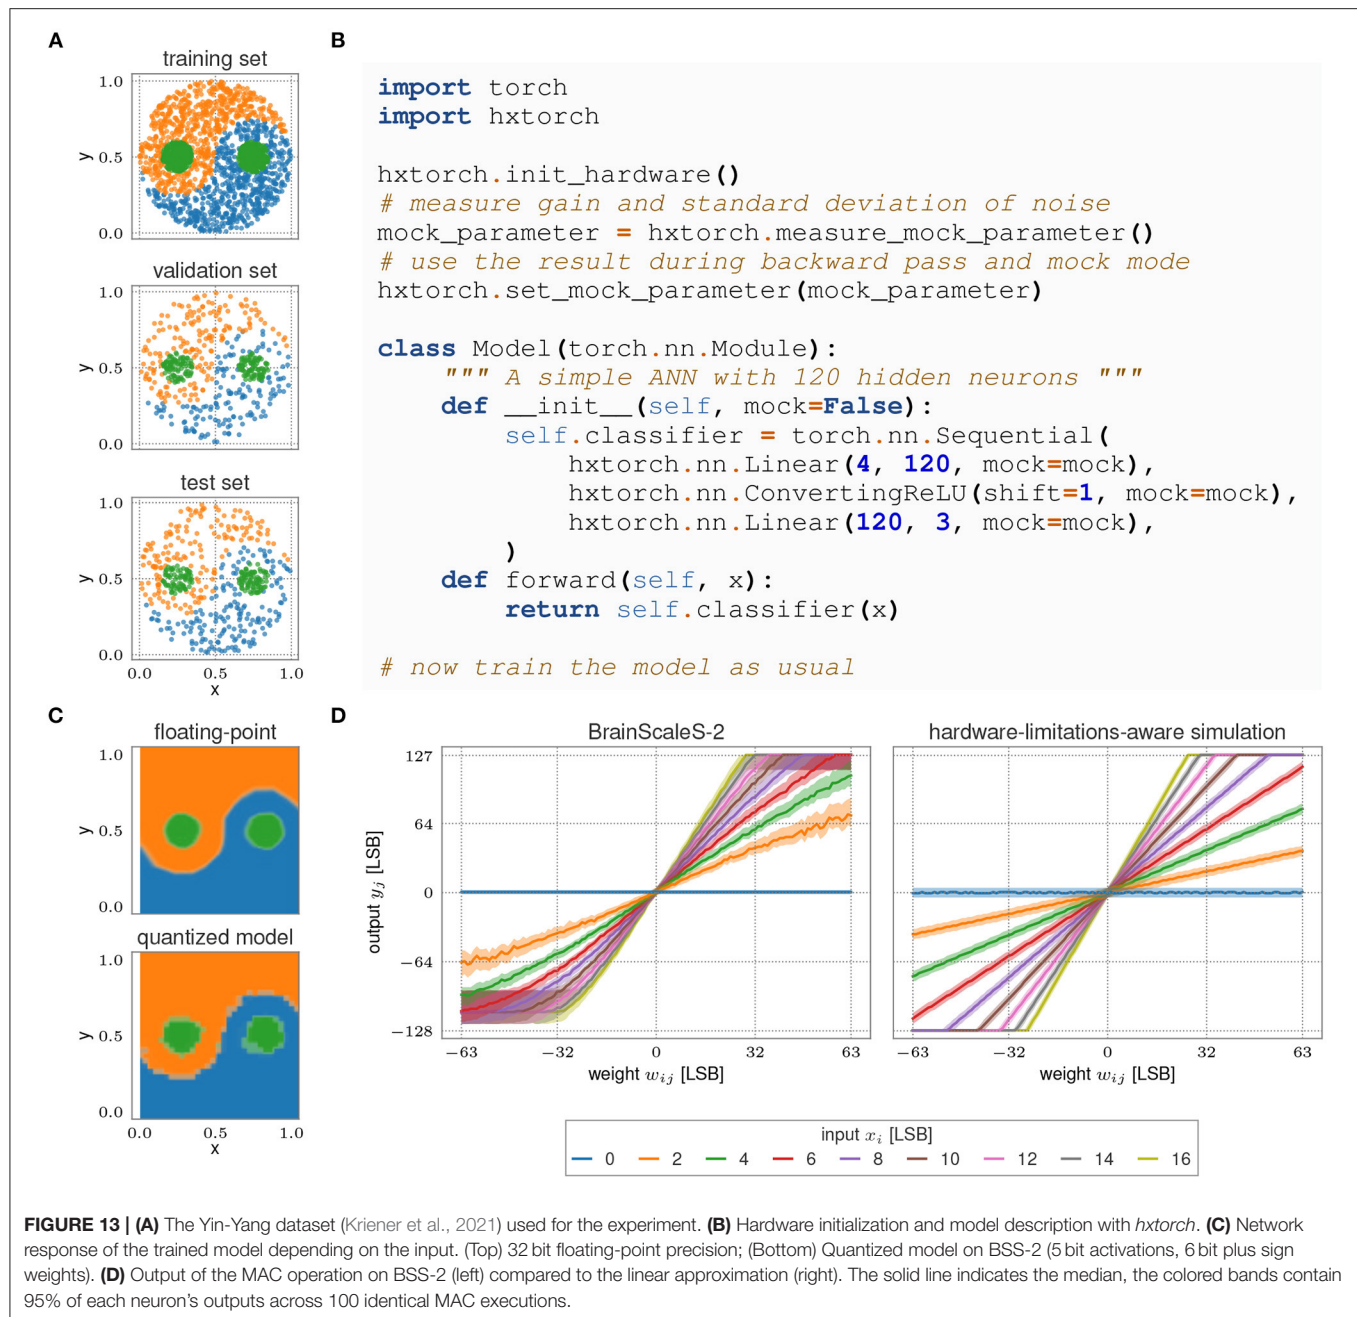 A
training set
1.0
y
0.5
0.0
validation set
1.0
y
0.5
0.0
test set
1.0
y
0.5
0.0
0.0 0.5 1.0
x
B
import torch
import hxtorch
hxtorch.init_hardware()
# measure gain and standard deviation of noise
mock_parameter = hxtorch.measure_mock_parameter()
# use the result during backward pass and mock mode
hxtorch.set_mock_parameter(mock_parameter)
class Model(torch.nn.Module):
    """ A simple ANN with 120 hidden neurons """
    def __init__(self, mock=False):
        self.classifier = torch.nn.Sequential(
            hxtorch.nn.Linear(4, 120, mock=mock),
            hxtorch.nn.ConvertingReLU(shift=1, mock=mock),
            hxtorch.nn.Linear(120, 3, mock=mock),
        )
    def forward(self, x):
        return self.classifier(x)
# now train the model as usual
C
floating-point
1.0
y
0.5
0.0
quantized model
1.0
y
0.5
0.0
0.0 0.5 1.0
x
D
BrainScaleS-2
127
64
0
−64
−128
output y_j [LSB]
−63 −32 0 32 63
weight w_ij [LSB]
hardware-limitations-aware simulation
−63 −32 0 32 63
weight w_ij [LSB]
input x_i [LSB]
0 2 4 6 8 10 12 14 16
FIGURE 13 | (A) The Yin-Yang dataset (Kriener et al., 2021) used for the experiment. (B) Hardware initialization and model description with hxtorch. (C) Network
response of the trained model depending on the input. (Top) 32 bit floating-point precision; (Bottom) Quantized model on BSS-2 (5 bit activations, 6 bit plus sign
weights). (D) Output of the MAC operation on BSS-2 (left) compared to the linear approximation (right). The solid line indicates the median, the colored bands contain
95% of each neuron's outputs across 100 identical MAC executions.